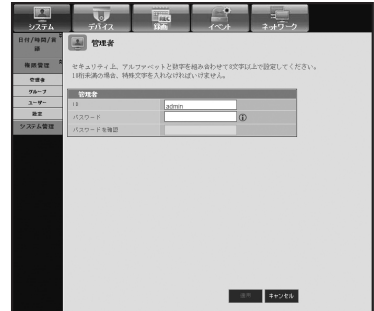 システム
デバイス
録画
イベント
ネットワーク
日付/時間/言語
権限管理
管理者
グループ
ユーザー
設定
システム管理
管理者
セキュリティ上、アルファベットと数字を組み合わせて8文字以上で設定してください。
10桁未満の場合、特殊文字を入れなければいけません。
管理者
ID
admin
パスワード
パスワードを確認
キャンセル